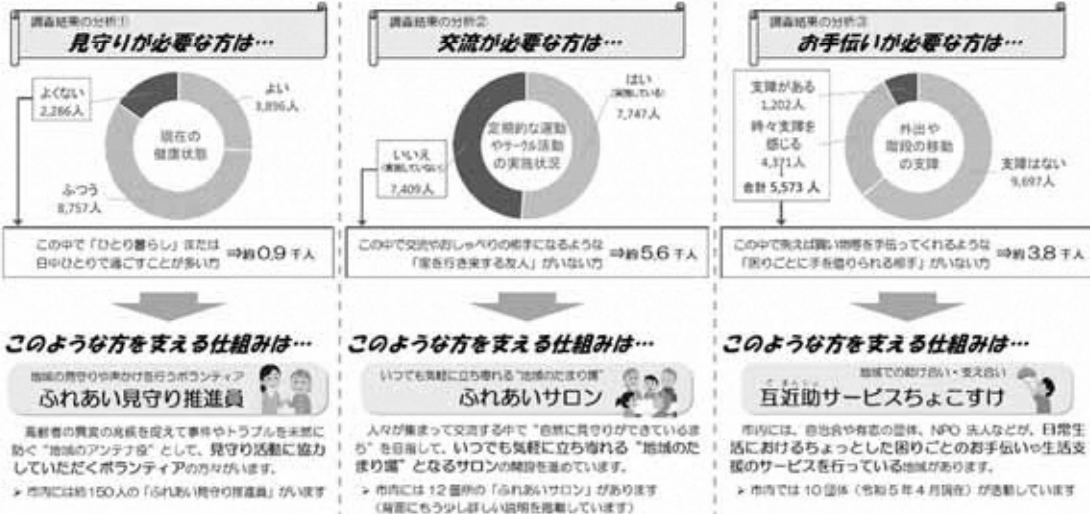 調査結果の分析①
見守りが必要な方は…
よくない
2,286人
よい
3,896人
現在の
健康状態
ふつう
8,757人
この中で「ひとり暮らし」または
日中ひとりで過ごすことが多い方
⇒約0.9千人
このような方を支える仕組みは…
地域の見守りや声かけを行うボランティア
ふれあい見守り推進員
高齢者の異変の兆候を捉えて事件やトラブルを未然に
防ぐ“地域のアンテナ役”として、見守り活動に協力
していただくボランティアの方々がいます。
➢ 市内には約150人の「ふれあい見守り推進員」がいます
調査結果の分析②
交流が必要な方は…
はい
(実施している)
7,747人
定期的な運動
やサークル活動
の実施状況
いいえ
(実施していない)
7,409人
この中で交流やおしゃべりの相手になるような
「家を行き来する友人」がいない方
⇒約5.6千人
このような方を支える仕組みは…
いつでも気軽に立ち寄れる“地域のたまり場”
ふれあいサロン
人々が集まって交流する中で“自然に見守りができているま
ち”を目指して、いつでも気軽に立ち寄れる“地域のた
まり場”となるサロンの開設を進めています。
➢ 市内には12箇所の「ふれあいサロン」があります
(背面にもう少し詳しい説明を掲載しています)
調査結果の分析③
お手伝いが必要な方は…
支障がある
1,202人
時々支障を
感じる
4,371人
合計 5,573人
外出や
階段の移動
の支障
支障はない
9,697人
この中で例えば買い物等を手伝ってくれるような
「困りごとに手を借りられる相手」がいない方
⇒約3.8千人
このような方を支える仕組みは…
地域での助け合い・支え合い
互近助サービスちょこすけ
市内には、自治会や有志の団体、NPO法人などが、日常生
活におけるちょっとした困りごとのお手伝いや生活支
援のサービスを行っている地域があります。
➢ 市内では10団体(令和5年4月現在)が活動しています